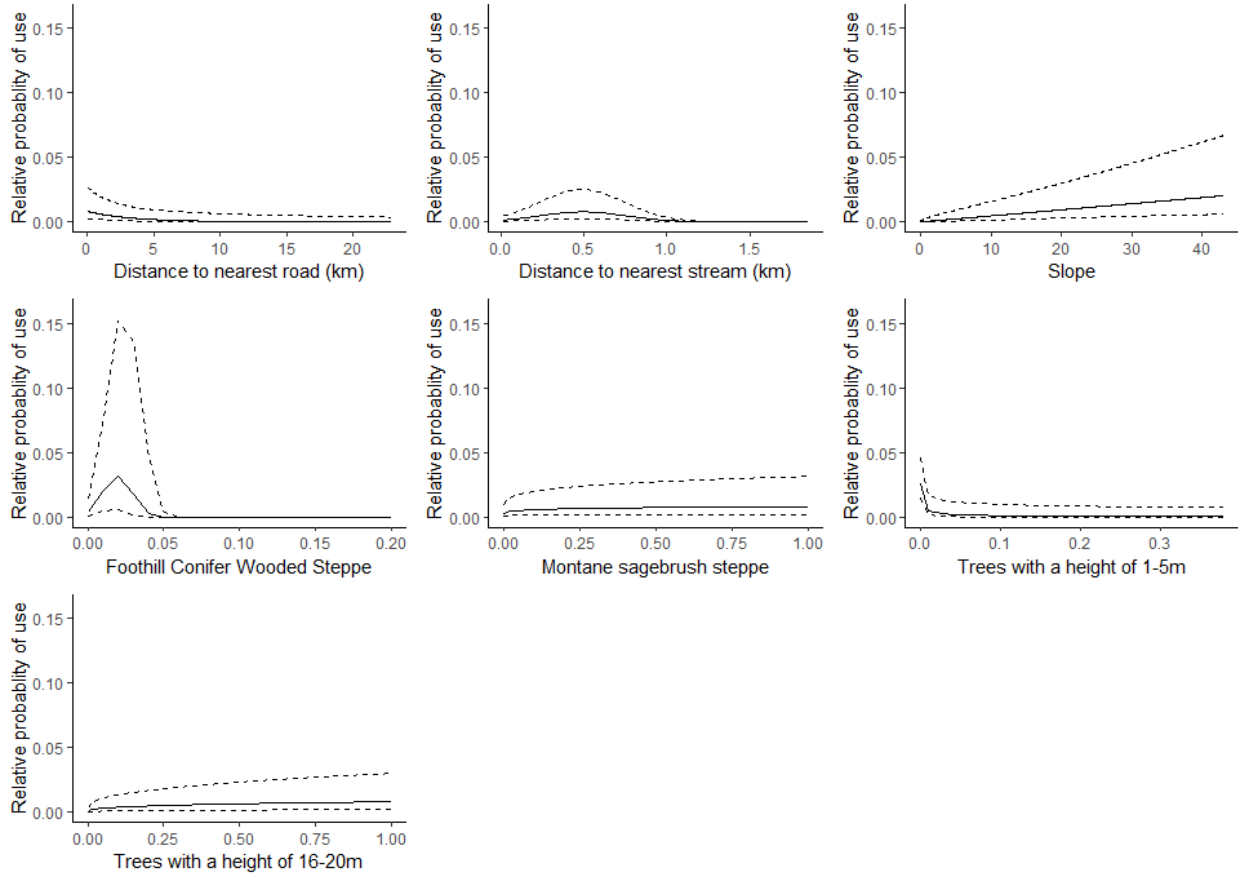 Relative probablity of use
0.15
0.10
0.05
0.00
0 5 10 15 20
Distance to nearest road (km)
Relative probablity of use
0.15
0.10
0.05
0.00
0.0 0.5 1.0 1.5
Distance to nearest stream (km)
Relative probablity of use
0.15
0.10
0.05
0.00
0 10 20 30 40
Slope
Relative probablity of use
0.15
0.10
0.05
0.00
0.00 0.05 0.10 0.15 0.20
Foothill Conifer Wooded Steppe
Relative probablity of use
0.15
0.10
0.05
0.00
0.00 0.25 0.50 0.75 1.00
Montane sagebrush steppe
Relative probablity of use
0.15
0.10
0.05
0.00
0.0 0.1 0.2 0.3
Trees with a height of 1-5m
Relative probablity of use
0.15
0.10
0.05
0.00
0.00 0.25 0.50 0.75 1.00
Trees with a height of 16-20m